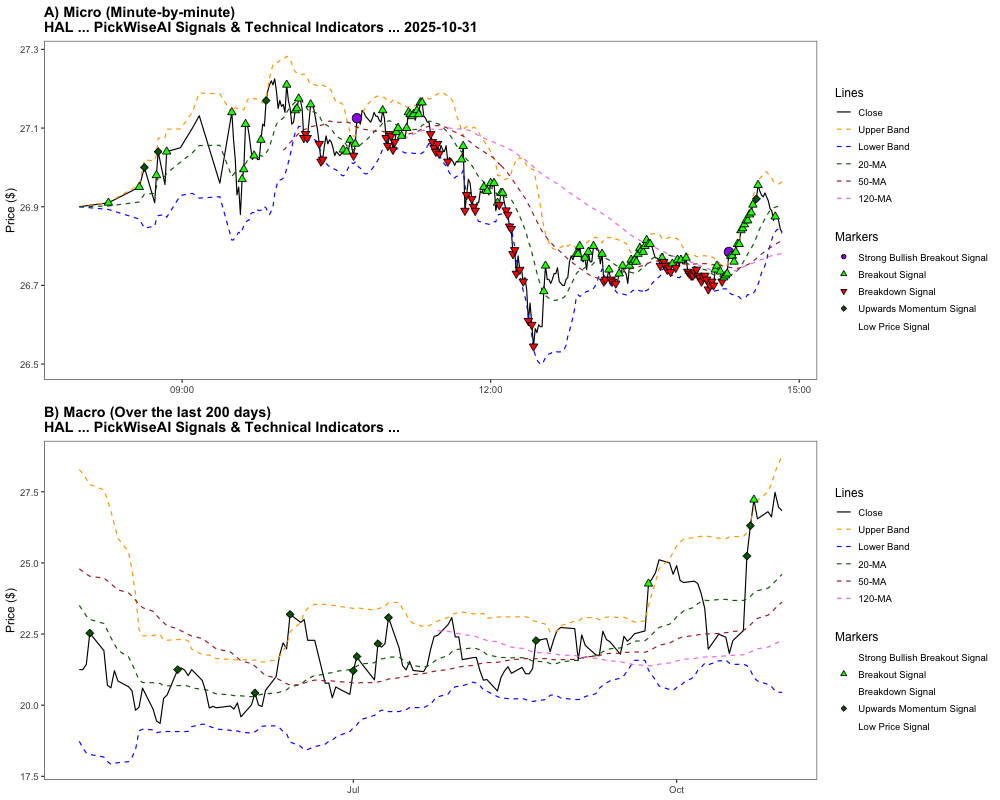 A) Micro (Minute-by-minute)
HAL ... PickWiseAI Signals & Technical Indicators ... 2025-10-31
Price ($)
27.3
27.1
26.9
26.7
26.5
09:00
12:00
15:00
Lines
Close
Upper Band
Lower Band
20-MA
50-MA
120-MA
Markers
Strong Bullish Breakout Signal
Breakout Signal
Breakdown Signal
Upwards Momentum Signal
Low Price Signal
B) Macro (Over the last 200 days)
HAL ... PickWiseAI Signals & Technical Indicators ...
Price ($)
27.5
25.0
22.5
20.0
17.5
Jul
Oct
Lines
Close
Upper Band
Lower Band
20-MA
50-MA
120-MA
Markers
Strong Bullish Breakout Signal
Breakout Signal
Breakdown Signal
Upwards Momentum Signal
Low Price Signal